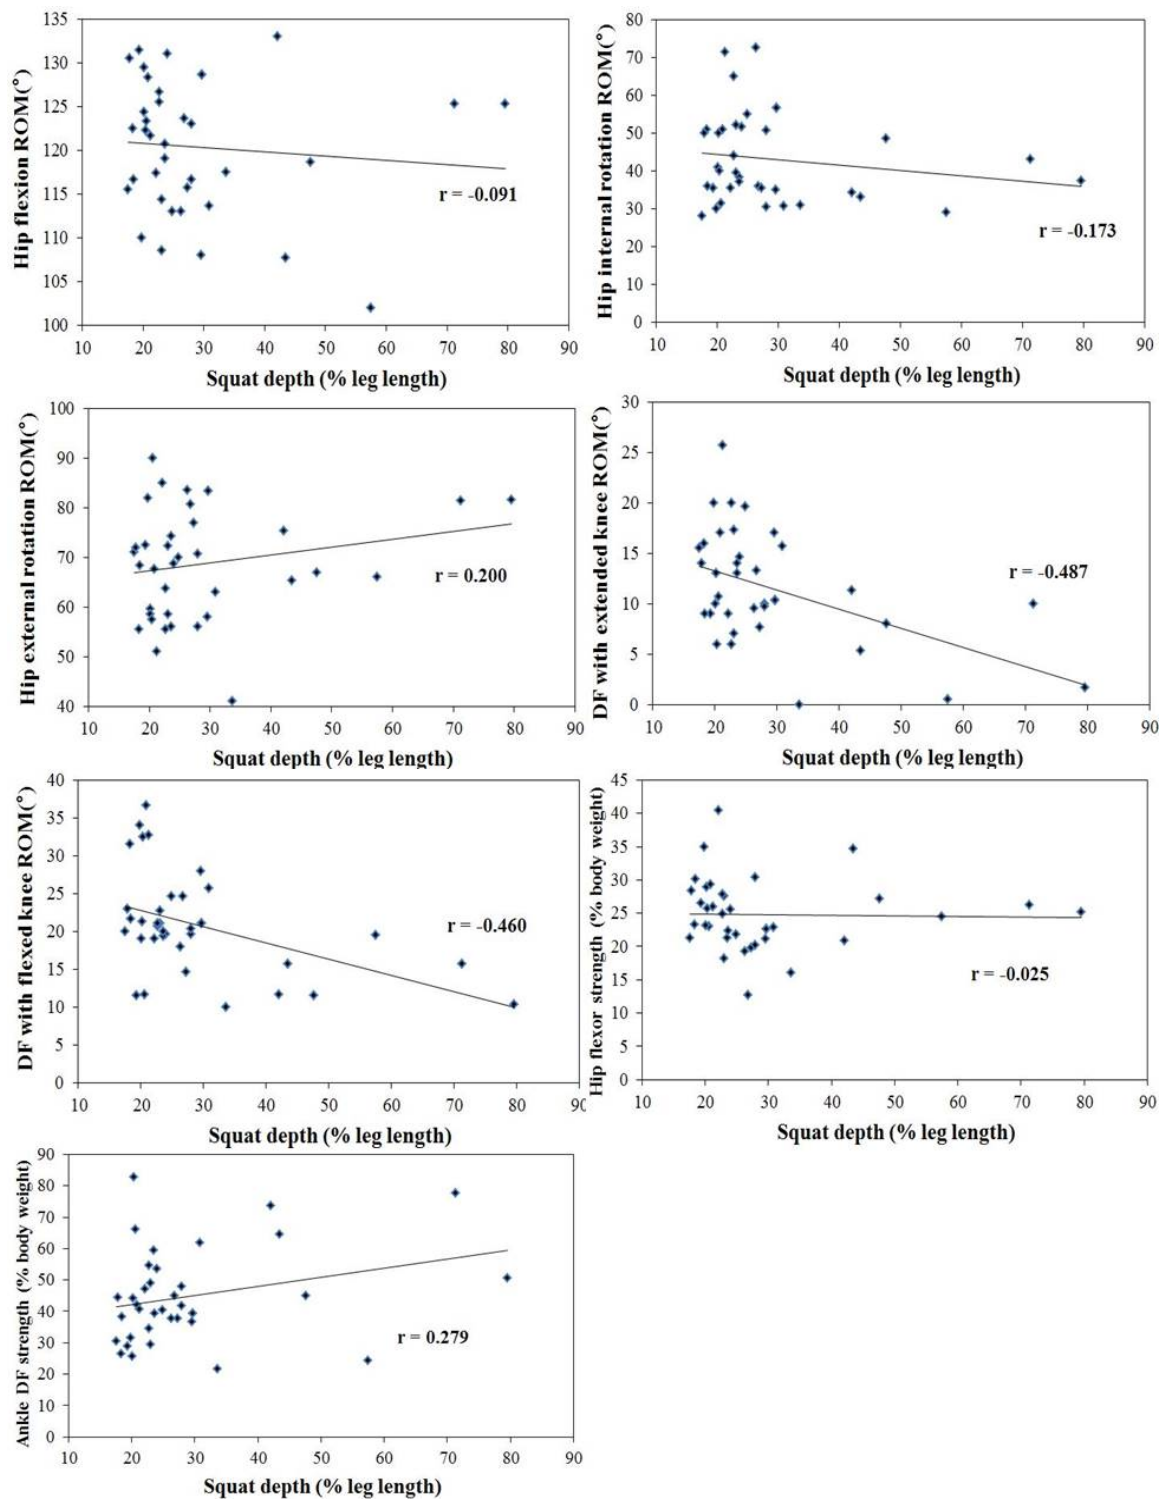 Hip flexion ROM(°)
135
130
125
120
115
110
105
100
r = -0.091
10 20 30 40 50 60 70 80 90
Squat depth (% leg length)
Hip internal rotation ROM(°)
80
70
60
50
40
30
20
10
0
r = -0.173
10 20 30 40 50 60 70 80 90
Squat depth (% leg length)
Hip external rotation ROM(°)
100
90
80
70
60
50
40
r = 0.200
10 20 30 40 50 60 70 80 90
Squat depth (% leg length)
DF with extended knee ROM(°)
30
25
20
15
10
5
0
r = -0.487
10 20 30 40 50 60 70 80 90
Squat depth (% leg length)
DF with flexed knee ROM(°)
40
35
30
25
20
15
10
5
0
r = -0.460
10 20 30 40 50 60 70 80
Squat depth (% leg length)
Hip flexor strength (% body weight)
45
40
35
30
25
20
15
10
5
0
r = -0.025
10 20 30 40 50 60 70 80 90
Squat depth (% leg length)
Ankle DF strength (% body weight)
90
80
70
60
50
40
30
20
10
0
r = 0.279
10 20 30 40 50 60 70 80 90
Squat depth (% leg length)